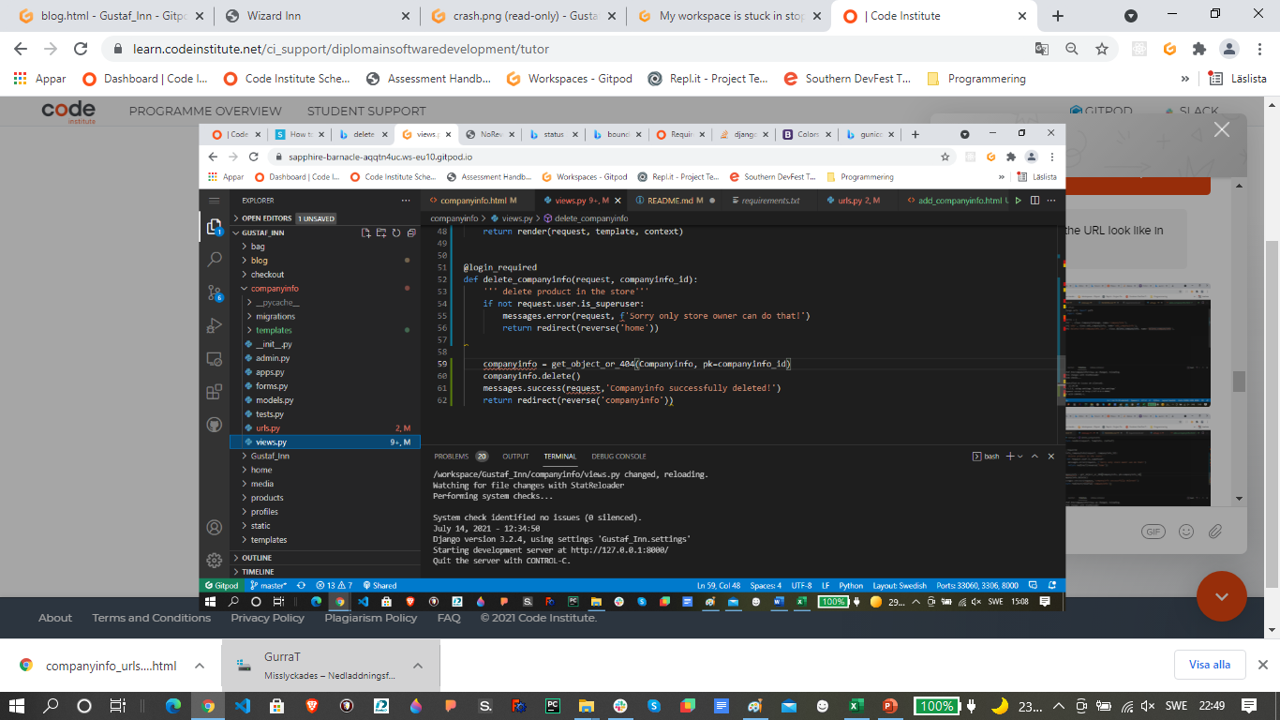 blog.html - Gustaf_Inn - Gitpo
Wizard Inn
crash.png (read-only) - Gusta
My workspace is stuck in stop
| Code Institute
learn.codeinstitute.net/ci_support/diplomainsoftwaredevelopment/tutor
Appar
Dashboard | Code I...
Code Institute Sche...
Assessment Handb...
Workspaces - Gitpod
Repl.it - Project Te...
Southern DevFest T...
Programmering
»
Läslista
code institute
PROGRAMME OVERVIEW
STUDENT SUPPORT
GITPOD
SLACK
| Code
How to
delete
views.p
NoRev
status
bound
Requir
django
Colors
gunico
sapphire-barnacle-aqqtn4uc.ws-eu10.gitpod.io
Appar
Dashboard | Code I...
Code Institute Sche...
Assessment Handb...
Workspaces - Gitpod
Repl.it - Project Te...
Southern DevFest T...
Programmering
»
Läslista
EXPLORER
companyinfo.html M
views.py 9+, M
README.md M
requirements.txt
urls.py 2, M
add_companyinfo.html U
OPEN EDITORS 1 UNSAVED
companyinfo > views.py > delete_companyinfo
GUSTAF_INN
bag
blog
checkout
companyinfo
__pycache__
migrations
templates
__init__.py
admin.py
apps.py
forms.py
models.py
tests.py
urls.py 2, M
views.py 9+, M
Gustaf_Inn
home
media
products
profiles
static
templates
OUTLINE
TIMELINE
48 return render(request, template, context)
49
50
51 @login_required
52 def delete_companyinfo(request, companyinfo_id):
53 ''' delete product in the store'''
54 if not request.user.is_superuser:
55 messages.error(request, f'Sorry only store owner can do that!')
56 return redirect(reverse('home'))
57
58
59 companyinfo = get_object_or_404(Companyinfo, pk=companyinfo_id)
60 companyinfo.delete()
61 messages.success(request,'Companyinfo successfully deleted!')
62 return redirect(reverse('companyinfo'))
PROBLEMS 20 OUTPUT TERMINAL DEBUG CONSOLE
bash
/workspace/Gustaf_Inn/companyinfo/views.py changed, reloading.
Watching for file changes with StatReloader
Performing system checks...
System check identified no issues (0 silenced).
July 14, 2021 - 12:34:50
Django version 3.2.4, using settings 'Gustaf_Inn.settings'
Starting development server at http://127.0.0.1:8000/
Quit the server with CONTROL-C.
Gitpod master* 13 7 Shared
Ln 59, Col 48 Spaces: 4 UTF-8 LF Python Layout: Swedish Ports: 33060, 3306, 8000
100% 29... SWE 15:08
the URL look like in
GIF
About
Terms and Conditions
Privacy Policy
Plagiarism Policy
FAQ
© 2021 Code Institute.
companyinfo_urls....html
GurraT
Misslyckades – Nedladdningsf...
Visa alla
100% 23... SWE 22:49